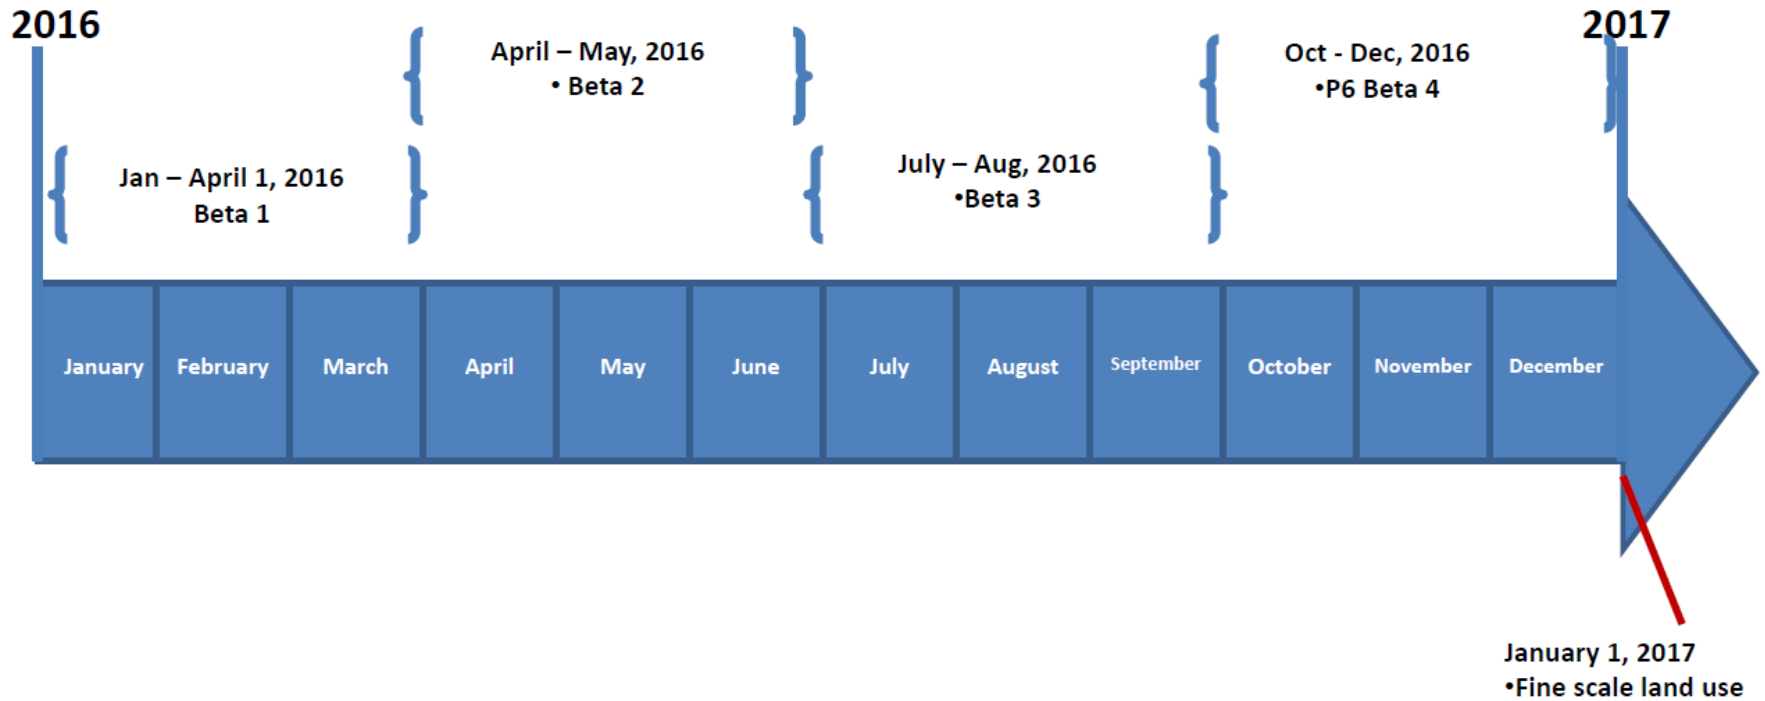 2016
2017
April – May, 2016
• Beta 2
Oct - Dec, 2016
•P6 Beta 4
Jan – April 1, 2016
Beta 1
July – Aug, 2016
•Beta 3
January
February
March
April
May
June
July
August
September
October
November
December
January 1, 2017
•Fine scale land use